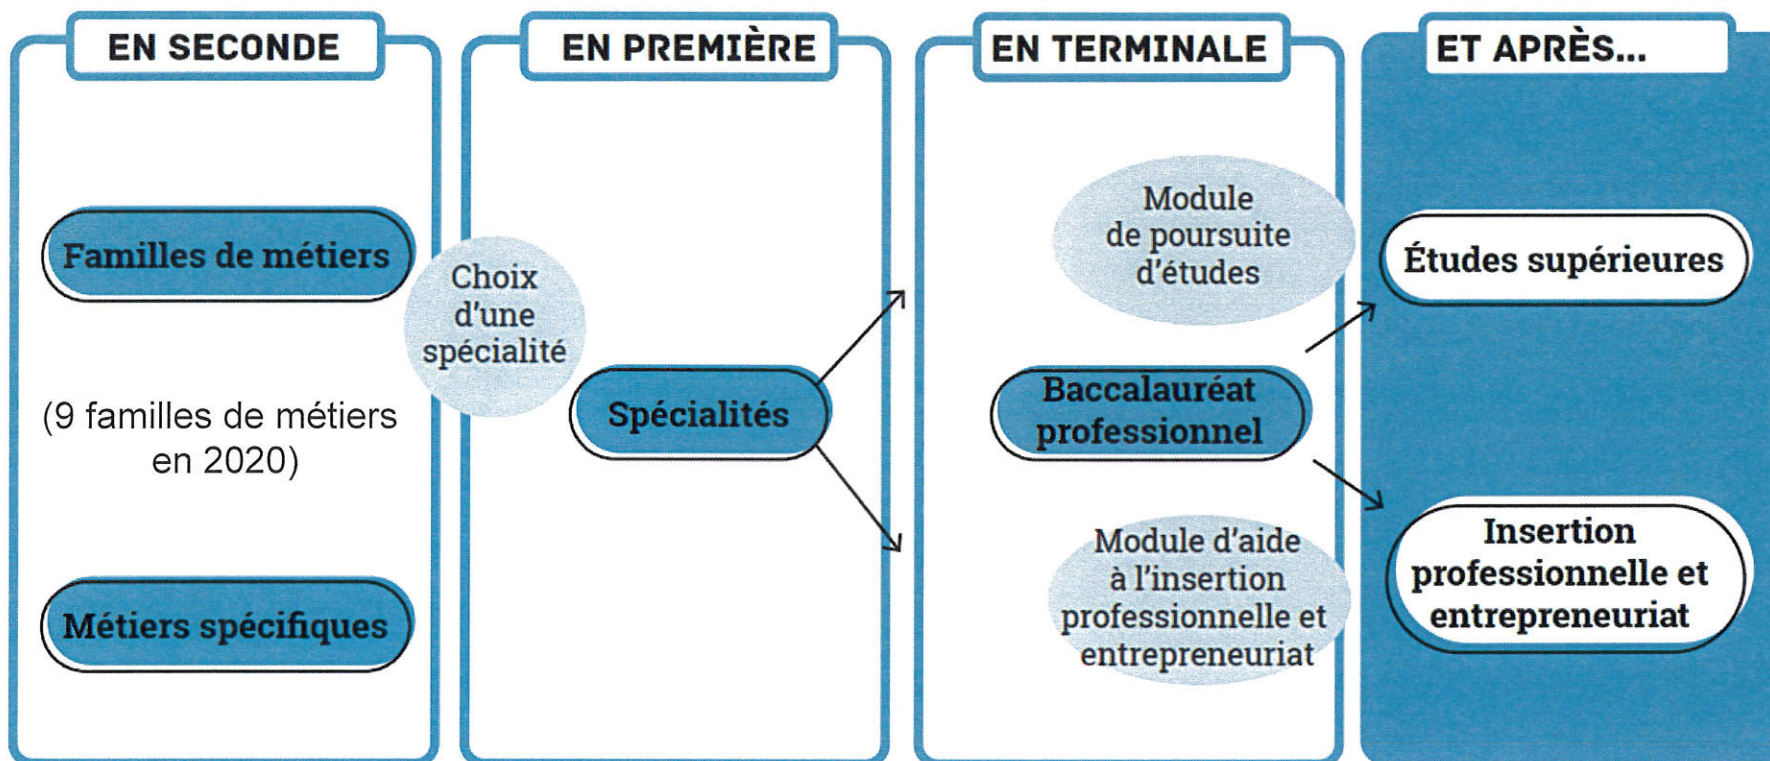 EN SECONDE
Familles de métiers
(9 familles de métiers
en 2020)
Métiers spécifiques
Choix
d'une
spécialité
EN PREMIÈRE
Spécialités
EN TERMINALE
Module
de poursuite
d'études
Baccalauréat
professionnel
Module d'aide
à l'insertion
professionnelle et
entrepreneuriat
ET APRÈS...
Études supérieures
Insertion
professionnelle et
entrepreneuriat